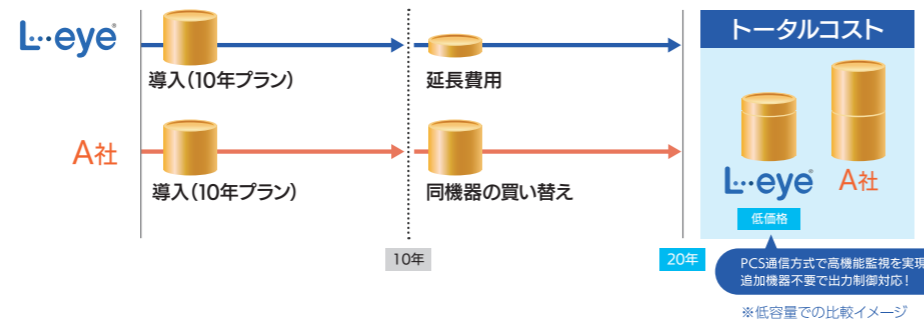 L・・・eye®
導入(10年プラン)
延長費用
A社
導入(10年プラン)
同機器の買い替え
10年
20年
トータルコスト
L・・・eye®
A社
低価格
PCS通信方式で高機能監視を実現
追加機器不要で出力制御対応!
※低容量での比較イメージ